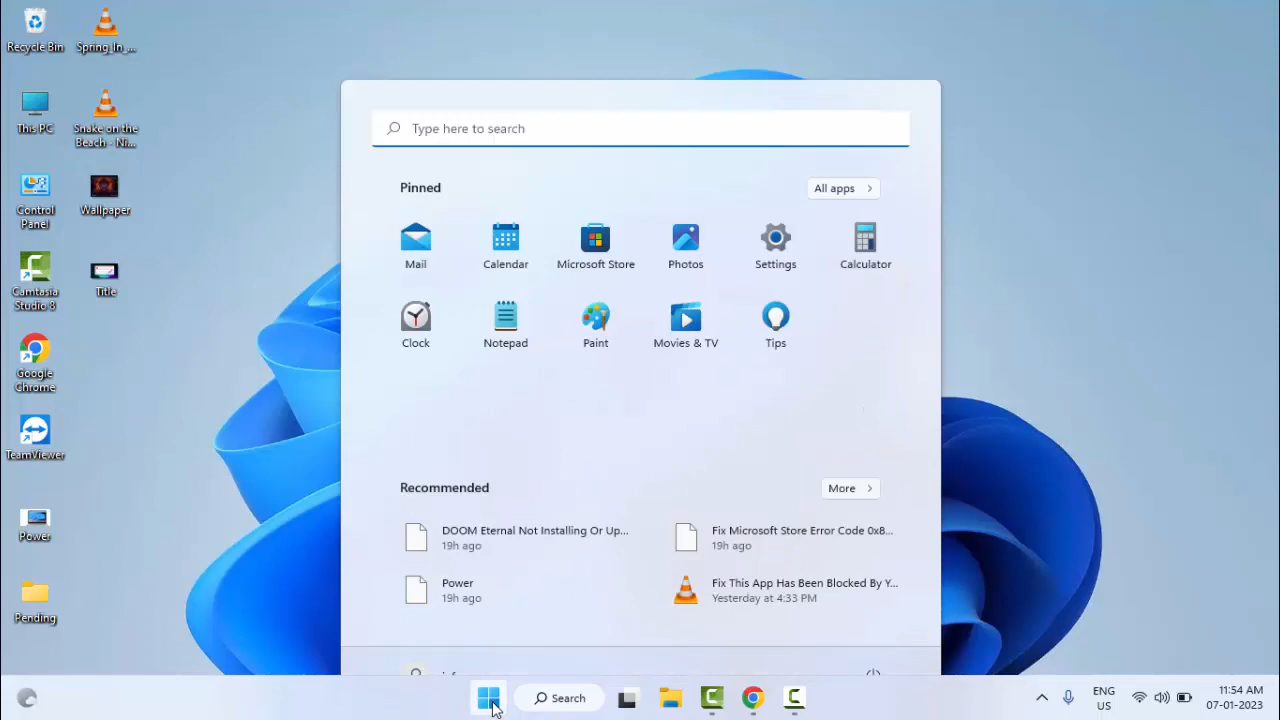 Recycle Bin
Spring_In_...
This PC
Snake on the
Beach - Ni...
Control
Panel
Wallpaper
Camtasia
Studio 8
Title
Google
Chrome
TeamViewer
Power
Pending
Type here to search
Pinned
All apps
Mail
Calendar
Microsoft Store
Photos
Settings
Calculator
Clock
Notepad
Paint
Movies & TV
Tips
Recommended
More
DOOM Eternal Not Installing Or Up...
19h ago
Fix Microsoft Store Error Code 0x8...
19h ago
Power
19h ago
Fix This App Has Been Blocked By Y...
Yesterday at 4:33 PM
Search
ENG
US
11:54 AM
07-01-2023